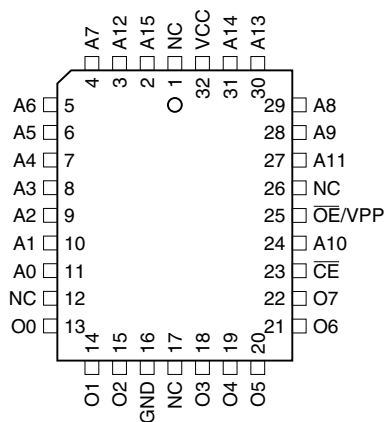 A7 A12 A15 NC VCC A14 A13
4 3 2 1 32 31 30
A6 5 29 A8
A5 6 28 A9
A4 7 27 A11
A3 8 26 NC
A2 9 25 O̅E̅/VPP
A1 10 24 A10
A0 11 23 C̅E̅
NC 12 22 O7
O0 13 21 O6
14 15 16 17 18 19 20
O1 O2 GND NC O3 O4 O5